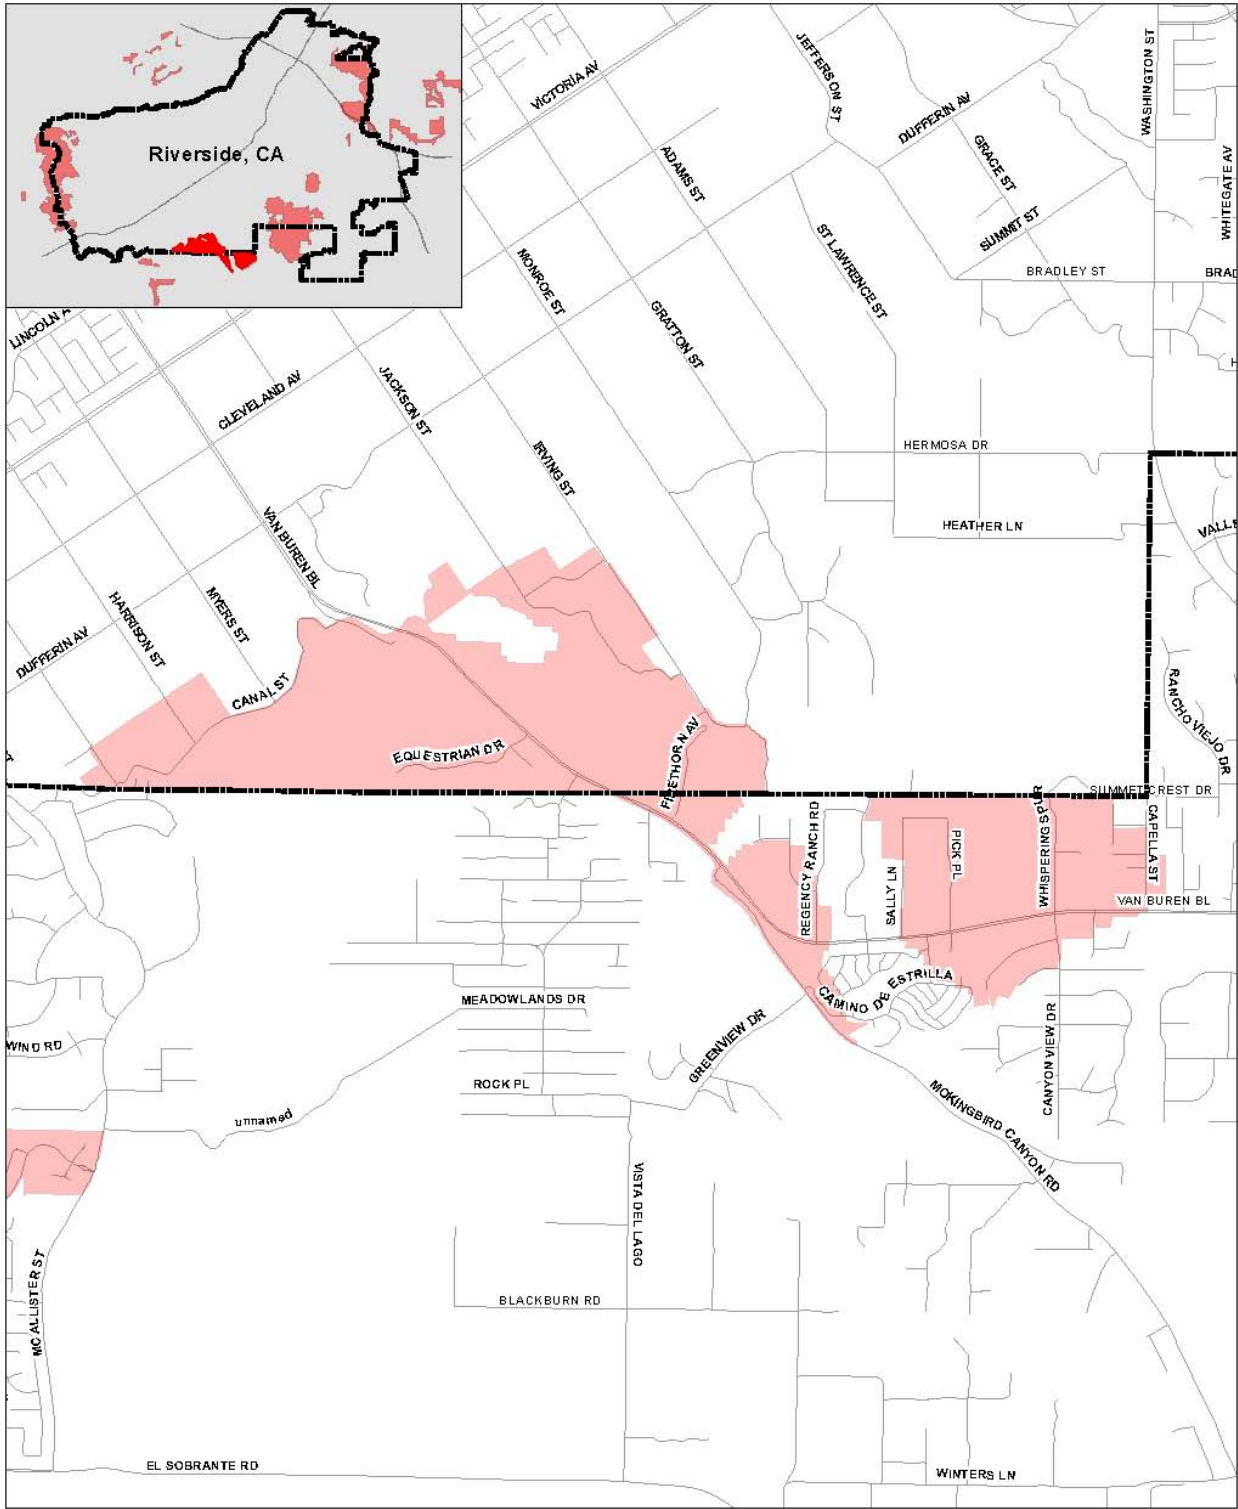 Riverside, CA
VICTORIA AV
JEFFERSON ST
DUFFERIN AV
WASHINGTON ST
ADAMS ST
GRACE ST
WHITEGATE AV
SUMMIT ST
ST LAWRENCE ST
BRADLEY ST
MONROE ST
GRATTON ST
CLEVELAND AV
JACKSON ST
IRVING ST
HERMOSA DR
HEATHER LN
VAN BUREN BL
MYERS ST
HARRISON ST
DUFFERIN AV
CANAL ST
RANCHO VIEJO DR
EQUESTRIAN DR
FIRETHORN AV
SUMMET CREST DR
REGENCY RANCH RD
SALLY LN
PICK PL
WHISPERING SPUR
CAPELLA ST
VAN BUREN BL
CAMINO DE ESTRILLA
MEADOWLANDS DR
GREENVIEW DR
CANYON VIEW DR
WIND RD
ROCK PL
unnamed
MOKINGBIRD CANYON RD
VISTA DEL LAGO
MCALLISTER ST
BLACKBURN RD
EL SOBRANTE RD
WINTERS LN